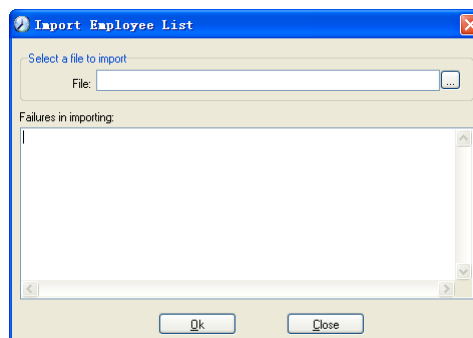 Import Employee List
Select a file to import
File:
...
Failures in importing:
Ok
Close